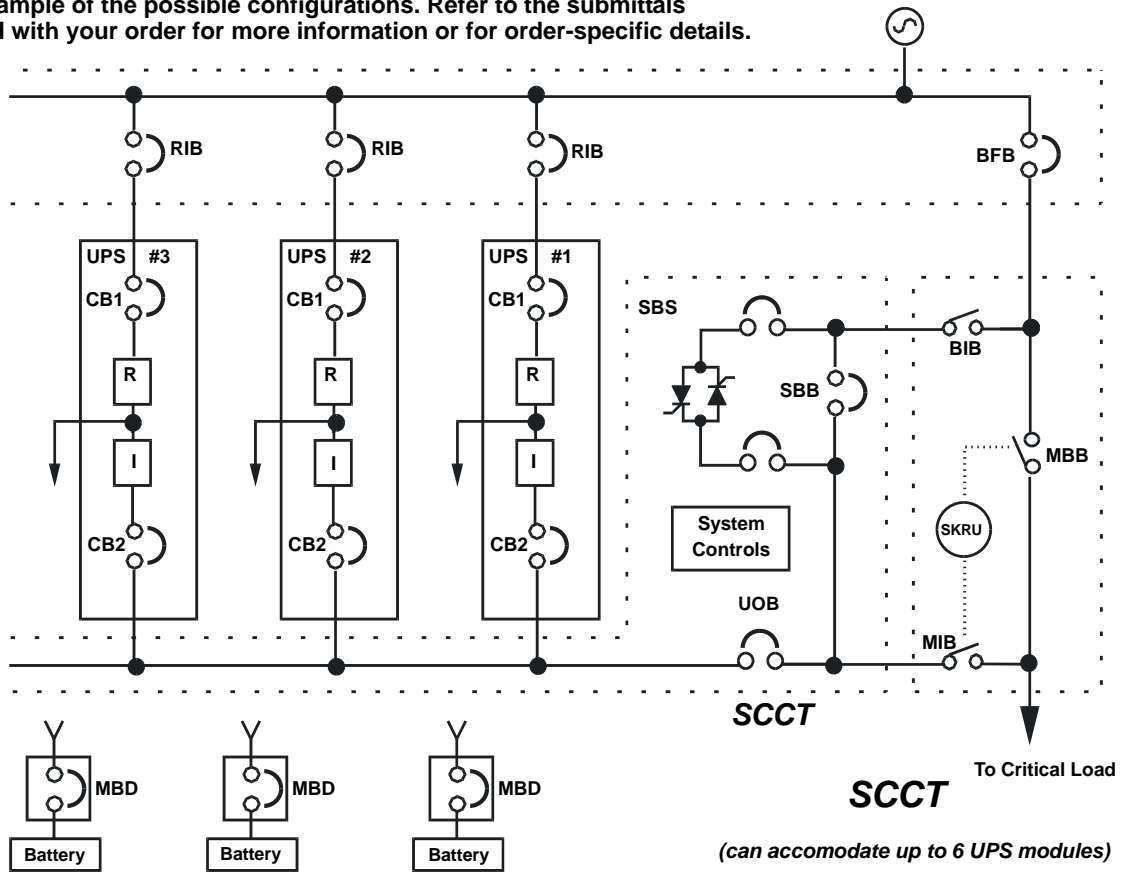 ample of the possible configurations. Refer to the submittals
with your order for more information or for order-specific details.
RIB
RIB
RIB
BFB
UPS #3
UPS #2
UPS #1
CB1
CB1
CB1
SBS
BIB
R
R
R
SBB
MBB
I
I
I
System
Controls
SKRU
CB2
CB2
CB2
UOB
MIB
SCCT
To Critical Load
MBD
MBD
MBD
SCCT
Battery
Battery
Battery
(can accomodate up to 6 UPS modules)